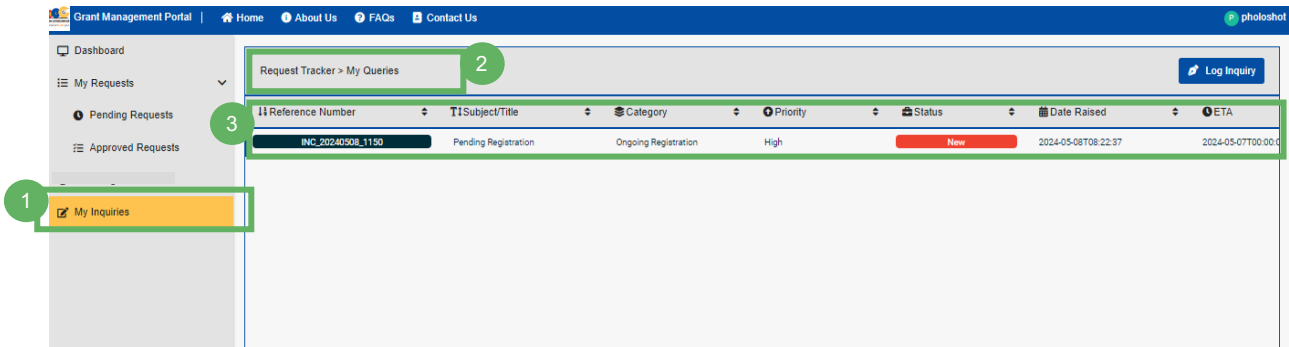 Grant Management Portal | Home About Us FAQs Contact Us P pholoshot
Dashboard
My Requests
Pending Requests
Approved Requests
1
My Inquiries
Request Tracker > My Queries
2
Log Inquiry
3
Reference Number Subject/Title Category Priority Status Date Raised ETA
INC_20240508_1150 Pending Registration Ongoing Registration High New 2024-05-08T08:22:37 2024-05-07T00:00:0